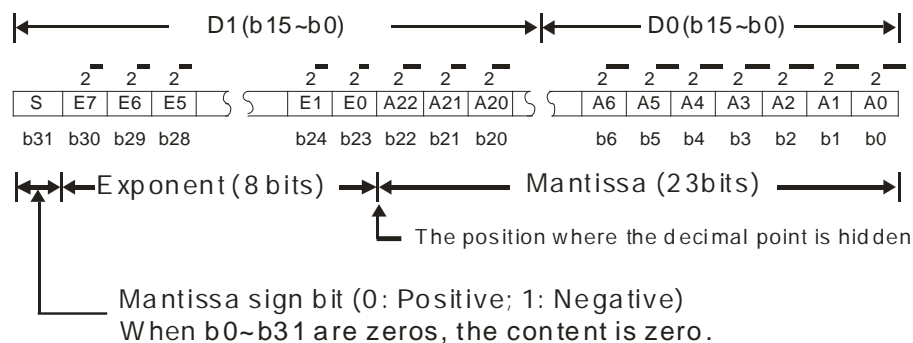 D1(b15~b0) D0(b15~b0)
2 2 2 2 2 2 2 2 2 2 2 2 2 2 2
S E7 E6 E5 E1 E0 A22 A21 A20 A6 A5 A4 A3 A2 A1 A0
b31 b30 b29 b28 b24 b23 b22 b21 b20 b6 b5 b4 b3 b2 b1 b0
Exponent (8 bits) Mantissa (23bits)
The position where the decimal point is hidden
Mantissa sign bit (0: Positive; 1: Negative)
When b0~b31 are zeros, the content is zero.